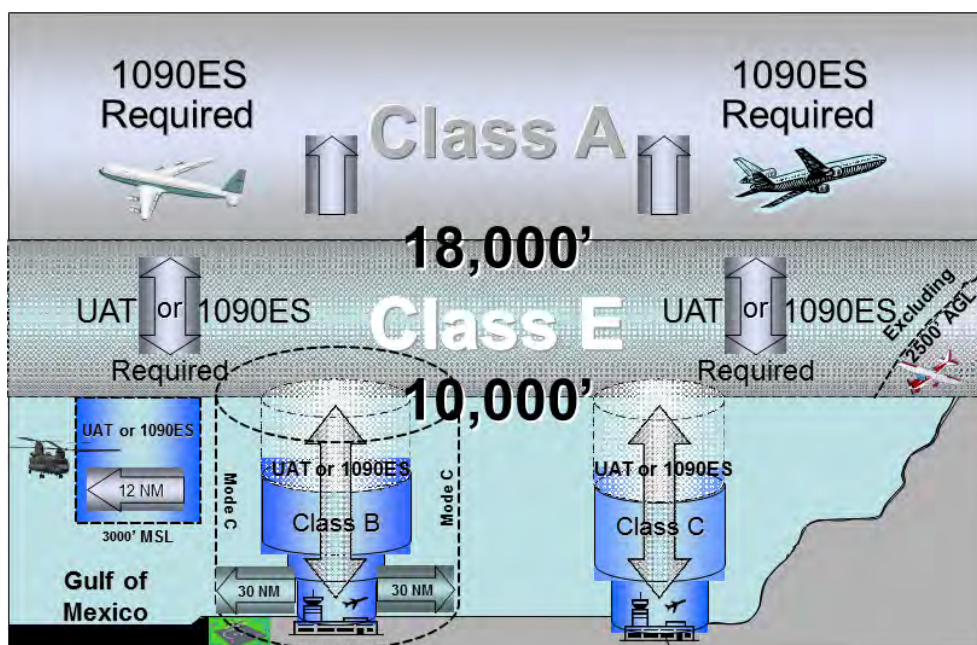 1090ES
Required
1090ES
Required
Class A
18,000’
UAT or 1090ES
Required
Class E
UAT or 1090ES
Required
Excluding
2500’ AGL
10,000’
UAT or 1090ES
12 NM
3000’ MSL
Gulf of
Mexico
Mode C
UAT or 1090ES
Class B
Mode C
30 NM
30 NM
UAT or 1090ES
Class C